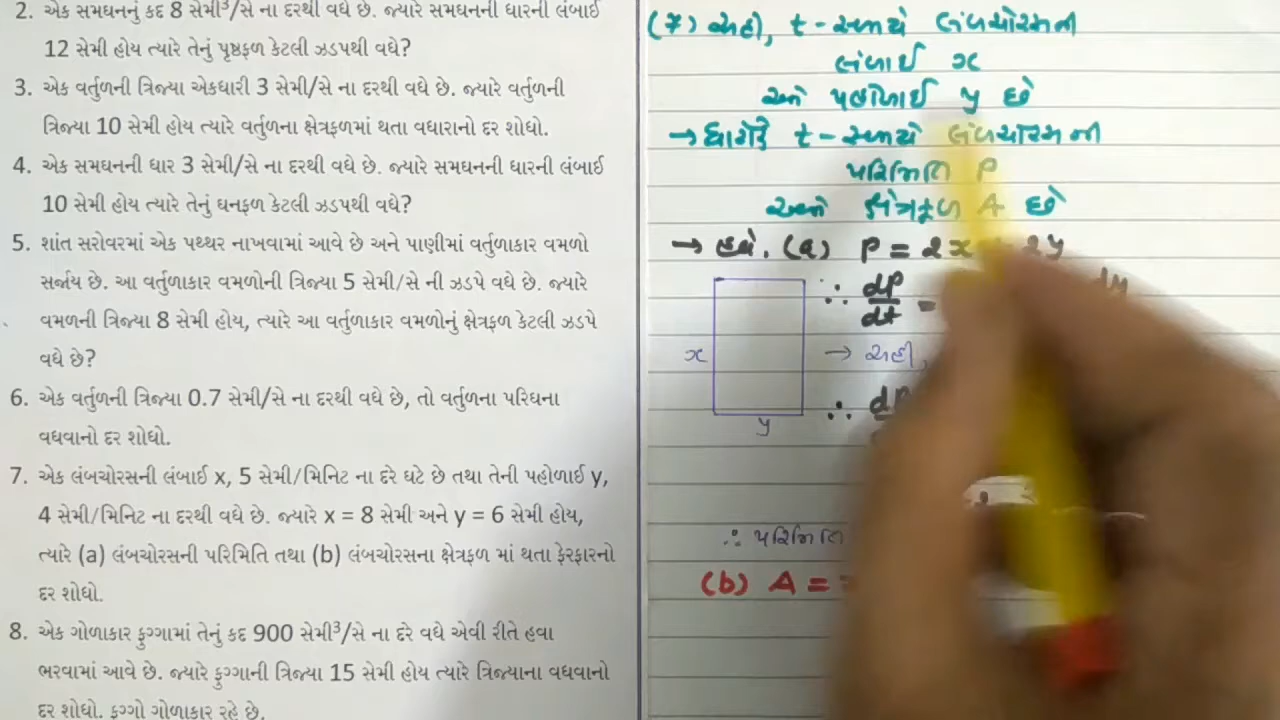 2. એક સમઘનનું કદ 8 સેમી³/સે ના દરથી વધે છે. જ્યારે સમઘનની ધારની લંબાઈ
12 સેમી હોય ત્યારે તેનું પૃષ્ઠફળ કેટલી ઝડપથી વધે?
3. એક વર્તુળની ત્રિજ્યા એકધારી 3 સેમી/સે ના દરથી વધે છે. જ્યારે વર્તુળની
ત્રિજ્યા 10 સેમી હોય ત્યારે વર્તુળના ક્ષેત્રફળમાં થતા વધારાનો દર શોધો.
4. એક સમઘનની ધાર 3 સેમી/સે ના દરથી વધે છે. જ્યારે સમઘનની ધારની લંબાઈ
10 સેમી હોય ત્યારે તેનું ઘનફળ કેટલી ઝડપથી વધે?
5. શાંત સરોવરમાં એક પથ્થર નાખવામાં આવે છે અને પાણીમાં વર્તુળાકાર વમળો
સર્જાય છે. આ વર્તુળાકાર વમળોની ત્રિજ્યા 5 સેમી/સે ની ઝડપે વધે છે. જ્યારે
વમળની ત્રિજ્યા 8 સેમી હોય, ત્યારે આ વર્તુળાકાર વમળોનું ક્ષેત્રફળ કેટલી ઝડપે
વધે છે?
6. એક વર્તુળની ત્રિજ્યા 0.7 સેમી/સે ના દરથી વધે છે, તો વર્તુળના પરિઘના
વધવાનો દર શોધો.
7. એક લંબચોરસની લંબાઈ x, 5 સેમી/મિનિટ ના દરે ઘટે છે તથા તેની પહોળાઈ y,
4 સેમી/મિનિટ ના દરથી વધે છે. જ્યારે x = 8 સેમી અને y = 6 સેમી હોય,
ત્યારે (a) લંબચોરસની પરિમિતિ તથા (b) લંબચોરસના ક્ષેત્રફળ માં થતા ફેરફારનો
દર શોધો.
8. એક ગોળાકાર ફુગ્ગામાં તેનું કદ 900 સેમી³/સે ના દરે વધે એવી રીતે હવા
ભરવામાં આવે છે. જ્યારે ફુગ્ગાની ત્રિજ્યા 15 સેમી હોય ત્યારે ત્રિજ્યાના વધવાનો
દર શોધો. ફુગ્ગો ગોળાકાર રહે છે.
(૭) અહી, t - સમયે લંબચોરસની
લંબાઈ x
અને પહોળાઈ y છે
→ ધારોકે t - સમયે લંબચોરસની
પરિમિતિ P
અને ક્ષેત્રફળ A છે
→ હવે. (a) P = 2x + 2y
∴ dP/dt = dy
x
→ અહી,
∴ dP
y
∴ પરિમિતિ
(b) A =